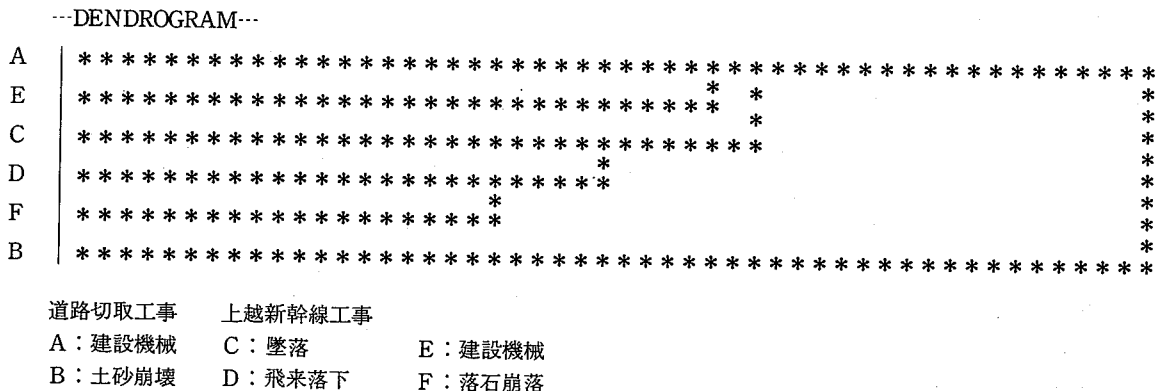 ---DENDROGRAM---
A
E
C
D
F
B
道路切取工事 上越新幹線工事
A：建設機械 C：墜落 E：建設機械
B：土砂崩壊 D：飛来落下 F：落石崩落